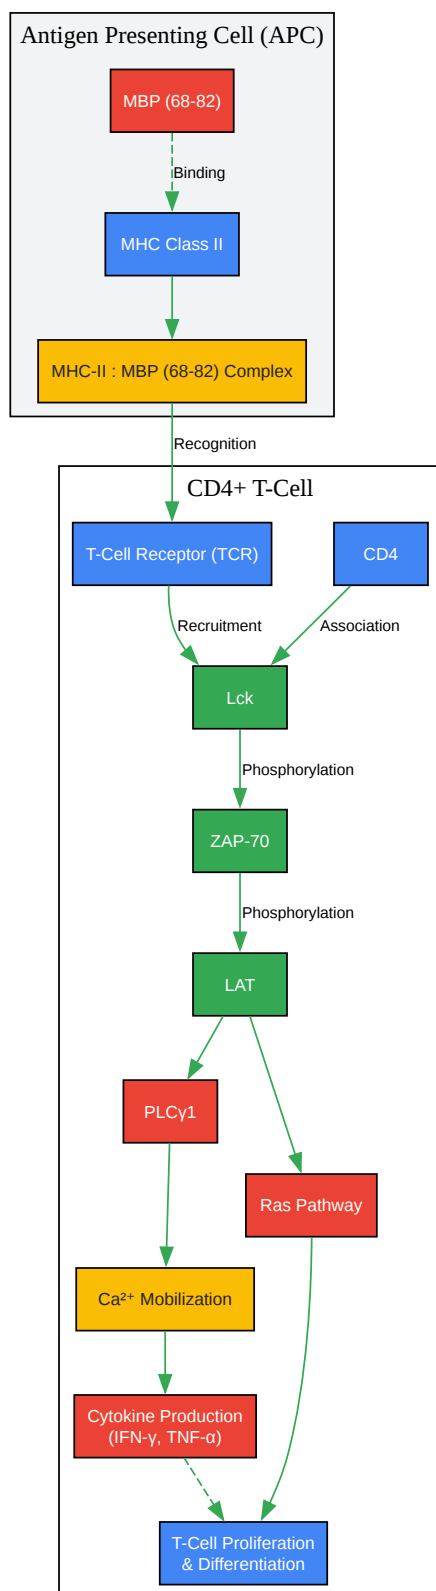 Antigen Presenting Cell (APC)
MBP (68-82)
Binding
MHC Class II
MHC-II : MBP (68-82) Complex
Recognition
CD4+ T-Cell
T-Cell Receptor (TCR)
CD4
Recruitment
Association
Lck
Phosphorylation
ZAP-70
Phosphorylation
LAT
PLCγ1
Ras Pathway
Ca²⁺ Mobilization
Cytokine Production
(IFN-γ, TNF-α)
T-Cell Proliferation
& Differentiation